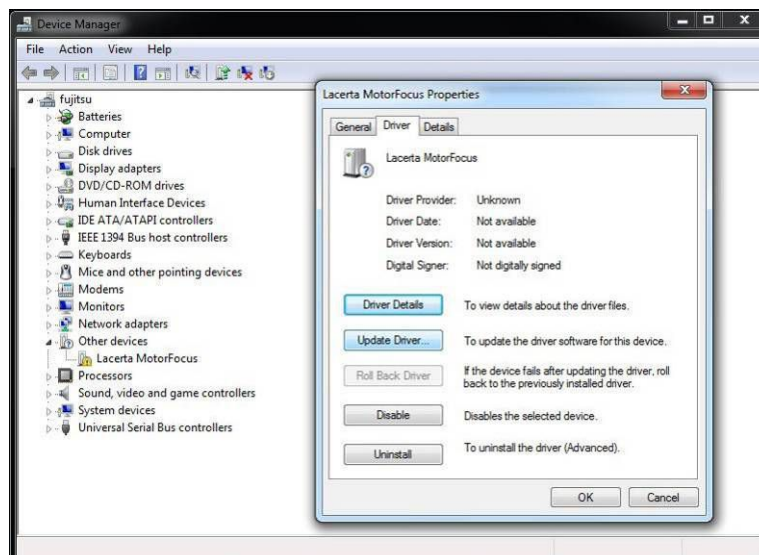 Device Manager
File Action View Help
fujitsu
Batteries
Computer
Disk drives
Display adapters
DVD/CD-ROM drives
Human Interface Devices
IDE ATA/ATAPI controllers
IEEE 1394 Bus host controllers
Keyboards
Mice and other pointing devices
Modems
Monitors
Network adapters
Other devices
Lacerta MotorFocus
Processors
Sound, video and game controllers
System devices
Universal Serial Bus controllers
Lacerta MotorFocus Properties
General Driver Details
Lacerta MotorFocus
Driver Provider: Unknown
Driver Date: Not available
Driver Version: Not available
Digital Signer: Not digitally signed
Driver Details To view details about the driver files.
Update Driver... To update the driver software for this device.
Roll Back Driver If the device fails after updating the driver, roll
back to the previously installed driver.
Disable Disables the selected device.
Uninstall To uninstall the driver (Advanced).
OK Cancel